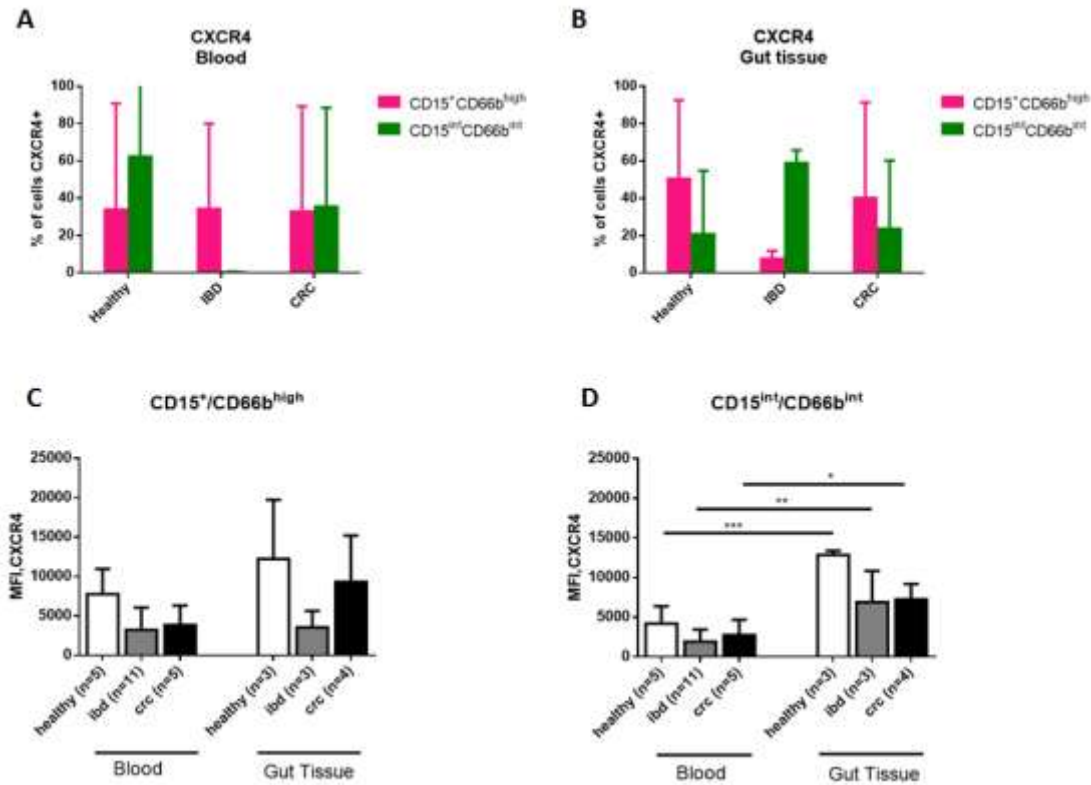 A
CXCR4
Blood
% of cells CXCR4+
100
80
60
40
20
0
Healthy
IBD
CRC
CD15⁺CD66bʰⁱᵍʰ
CD15ⁱⁿᵗCD66bⁱⁿᵗ
B
CXCR4
Gut tissue
% of cells CXCR4+
100
80
60
40
20
0
Healthy
IBD
CRC
CD15⁺CD66bʰⁱᵍʰ
CD15ⁱⁿᵗCD66bⁱⁿᵗ
C
CD15⁺/CD66bʰⁱᵍʰ
MFI,CXCR4
25000
20000
15000
10000
5000
0
healthy (n=5)
ibd (n=11)
crc (n=5)
healthy (n=3)
ibd (n=3)
crc (n=4)
Blood
Gut Tissue
D
CD15ⁱⁿᵗ/CD66bⁱⁿᵗ
MFI,CXCR4
25000
20000
15000
10000
5000
0
*
**
***
healthy (n=5)
ibd (n=11)
crc (n=5)
healthy (n=3)
ibd (n=3)
crc (n=4)
Blood
Gut Tissue